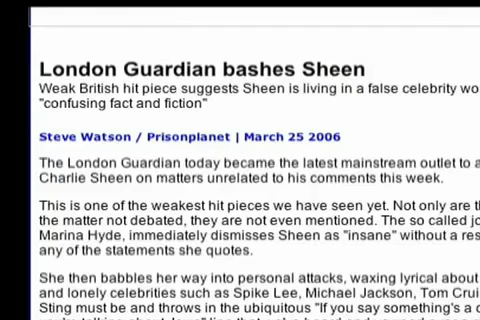 London Guardian bashes Sheen
Weak British hit piece suggests Sheen is living in a false celebrity wo
"confusing fact and fiction"
Steve Watson / Prisonplanet | March 25 2006
The London Guardian today became the latest mainstream outlet to a
Charlie Sheen on matters unrelated to his comments this week.
This is one of the weakest hit pieces we have seen yet. Not only are th
the matter not debated, they are not even mentioned. The so called jo
Marina Hyde, immediately dismisses Sheen as "insane" without a res
any of the statements she quotes.
She then babbles her way into personal attacks, waxing lyrical about
and lonely celebrities such as Spike Lee, Michael Jackson, Tom Crui
Sting must be and throws in the ubiquitous "If you say something's a c